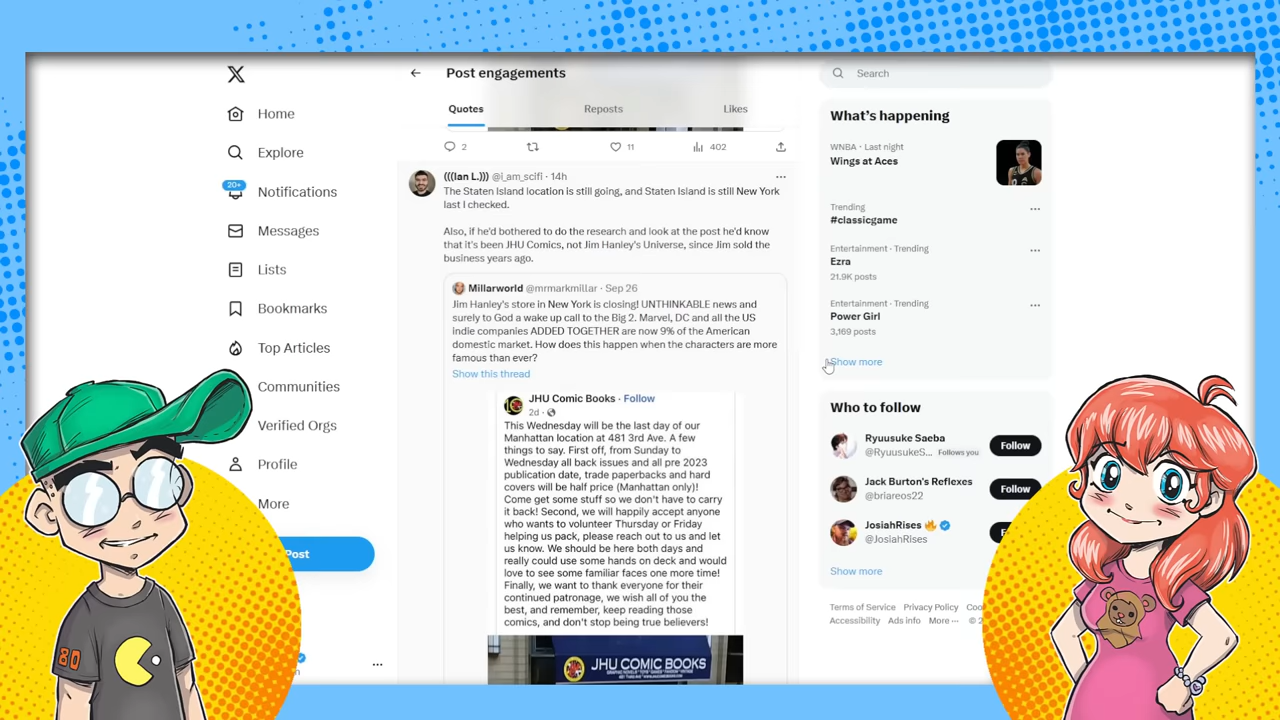 Home
Explore
20+
Notifications
Messages
Lists
Bookmarks
Top Articles
Communities
Verified Orgs
Profile
More
Post
Post engagements
Quotes
Reposts
Likes
2
11
402
(((Ian L.))) @i_am_scifi · 14h
The Staten Island location is still going, and Staten Island is still New York
last I checked.
Also, if he'd bothered to do the research and look at the post he'd know
that it's been JHU Comics, not Jim Hanley's Universe, since Jim sold the
business years ago.
Millarworld @mrmarkmillar · Sep 26
Jim Hanley's store in New York is closing! UNTHINKABLE news and
surely to God a wake up call to the Big 2. Marvel, DC and all the US
indie companies ADDED TOGETHER are now 9% of the American
domestic market. How does this happen when the characters are more
famous than ever?
Show this thread
JHU Comic Books · Follow
2d ·
This Wednesday will be the last day of our
Manhattan location at 481 3rd Ave. A few
things to say. First off, from Sunday to
Wednesday all back issues and all pre 2023
publication date, trade paperbacks and hard
covers will be half price (Manhattan only)!
Come get some stuff so we don't have to carry
it back! Second, we will happily accept anyone
who wants to volunteer Thursday or Friday
helping us pack, please reach out to us and let
us know. We should be here both days and
really could use some hands on deck and would
love to see some familiar faces one more time!
Finally, we want to thank everyone for their
continued patronage, we wish all of you the
best, and remember, keep reading those
comics, and don't stop being true believers!
JHU COMIC BOOKS
Search
What's happening
WNBA · Last night
Wings at Aces
Trending
#classicgame
Entertainment · Trending
Ezra
21.9K posts
Entertainment · Trending
Power Girl
3,169 posts
Show more
Who to follow
Ryuusuke Saeba
@RyuusukeS... Follows you
Follow
Jack Burton's Reflexes
@briareos22
Follow
JosiahRises
@JosiahRises
Show more
Terms of Service Privacy Policy Coo
Accessibility Ads info More ··· © 2
80